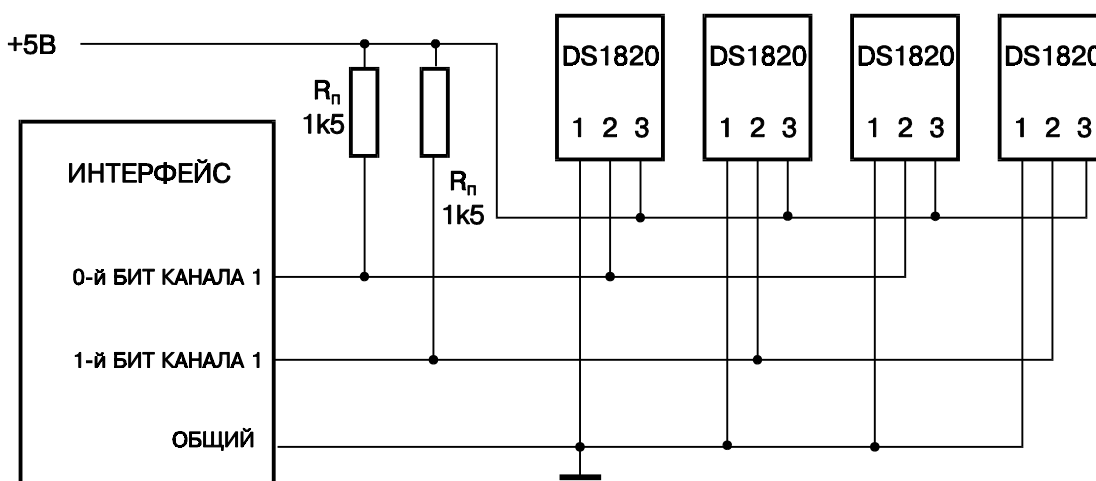 +5В
Rп
1k5
Rп
1k5
DS1820
1 2 3
DS1820
1 2 3
DS1820
1 2 3
DS1820
1 2 3
ИНТЕРФЕЙС
0-й БИТ КАНАЛА 1
1-й БИТ КАНАЛА 1
ОБЩИЙ